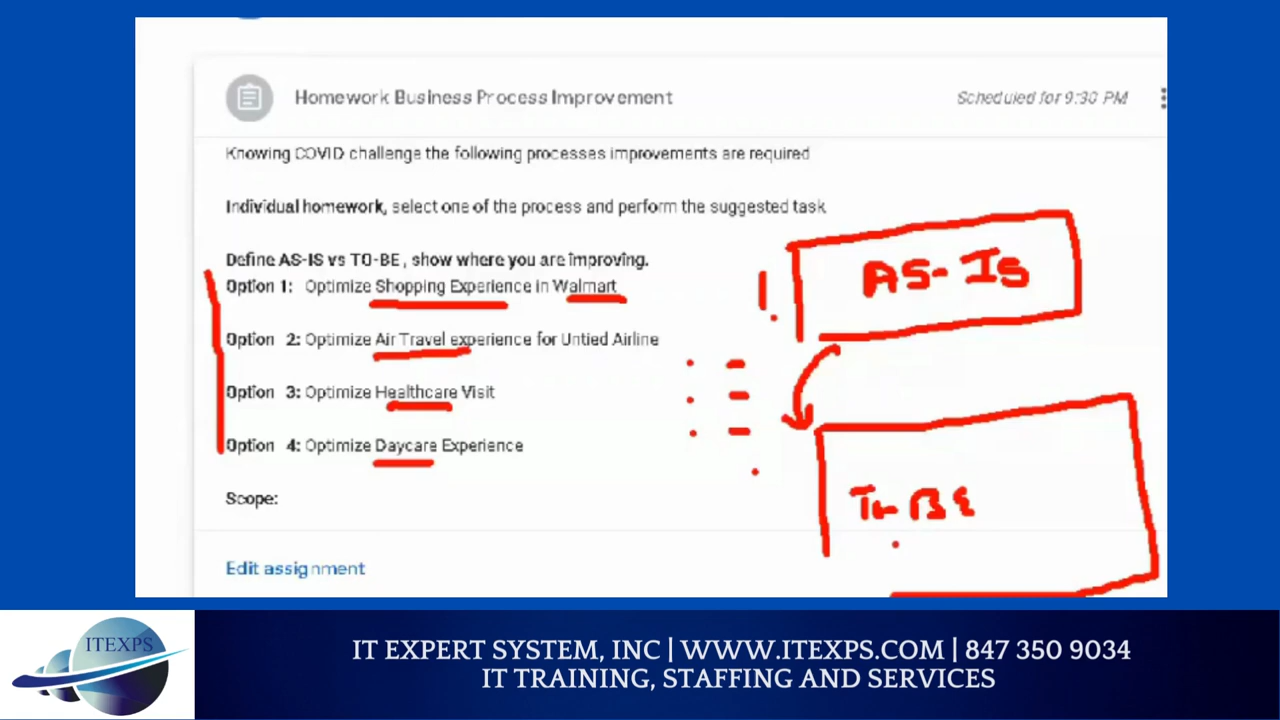 Homework Business Process Improvement
Scheduled for 9:30 PM
Knowing COVID challenge the following processes improvements are required
Individual homework, select one of the process and perform the suggested task
Define AS-IS vs TO-BE , show where you are improving.
Option 1: Optimize Shopping Experience in Walmart
Option 2: Optimize Air Travel experience for Untied Airline
Option 3: Optimize Healthcare Visit
Option 4: Optimize Daycare Experience
Scope:
Edit assignment
1.
AS-IS
To-BE
ITEXPS
IT EXPERT SYSTEM, INC | WWW.ITEXPS.COM | 847 350 9034
IT TRAINING, STAFFING AND SERVICES